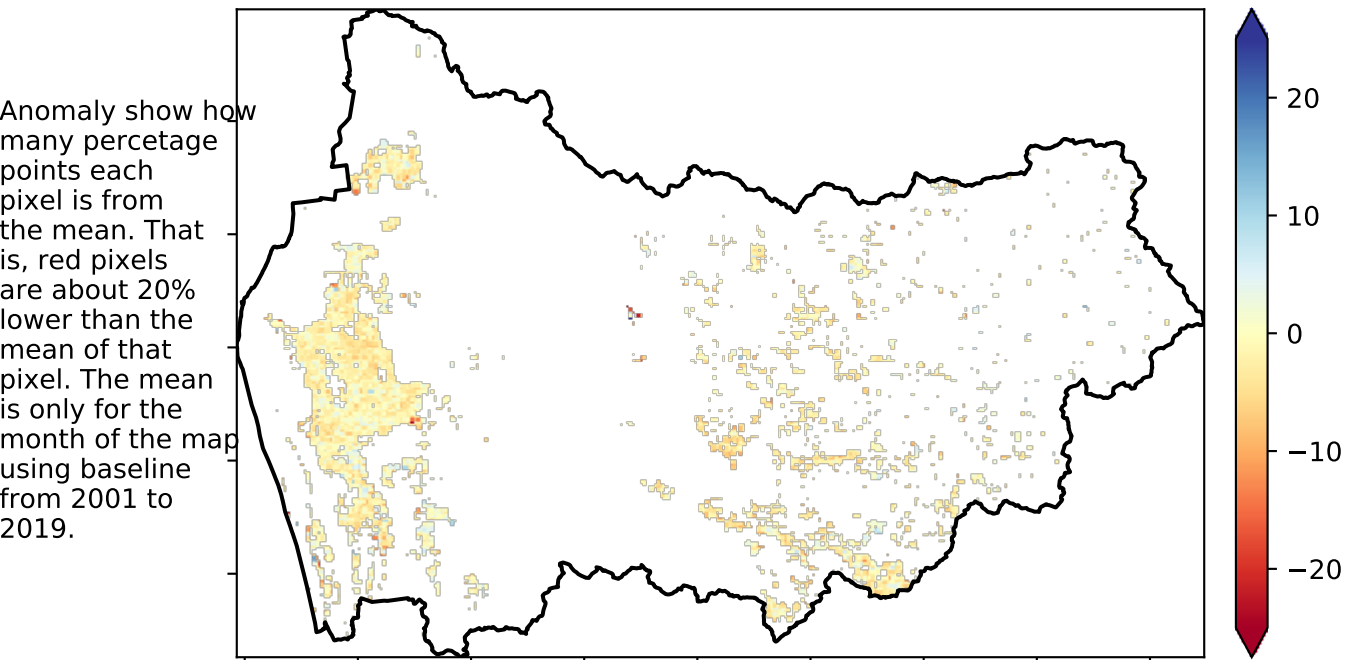 Anomaly show how
many percetage
points each
pixel is from
the mean. That
is, red pixels
are about 20%
lower than the
mean of that
pixel. The mean
is only for the
month of the map
using baseline
from 2001 to
2019.
20
10
0
−10
−20